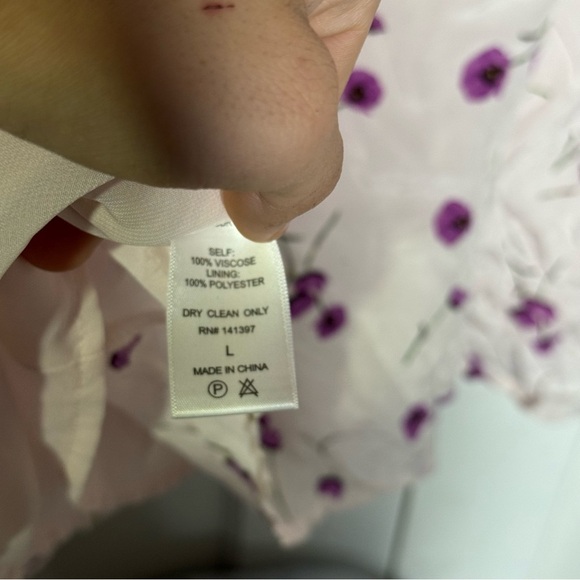 SELF:
100% VISCOSE
LINING:
100% POLYESTER
DRY CLEAN ONLY
RN# 141397
L
MADE IN CHINA
P